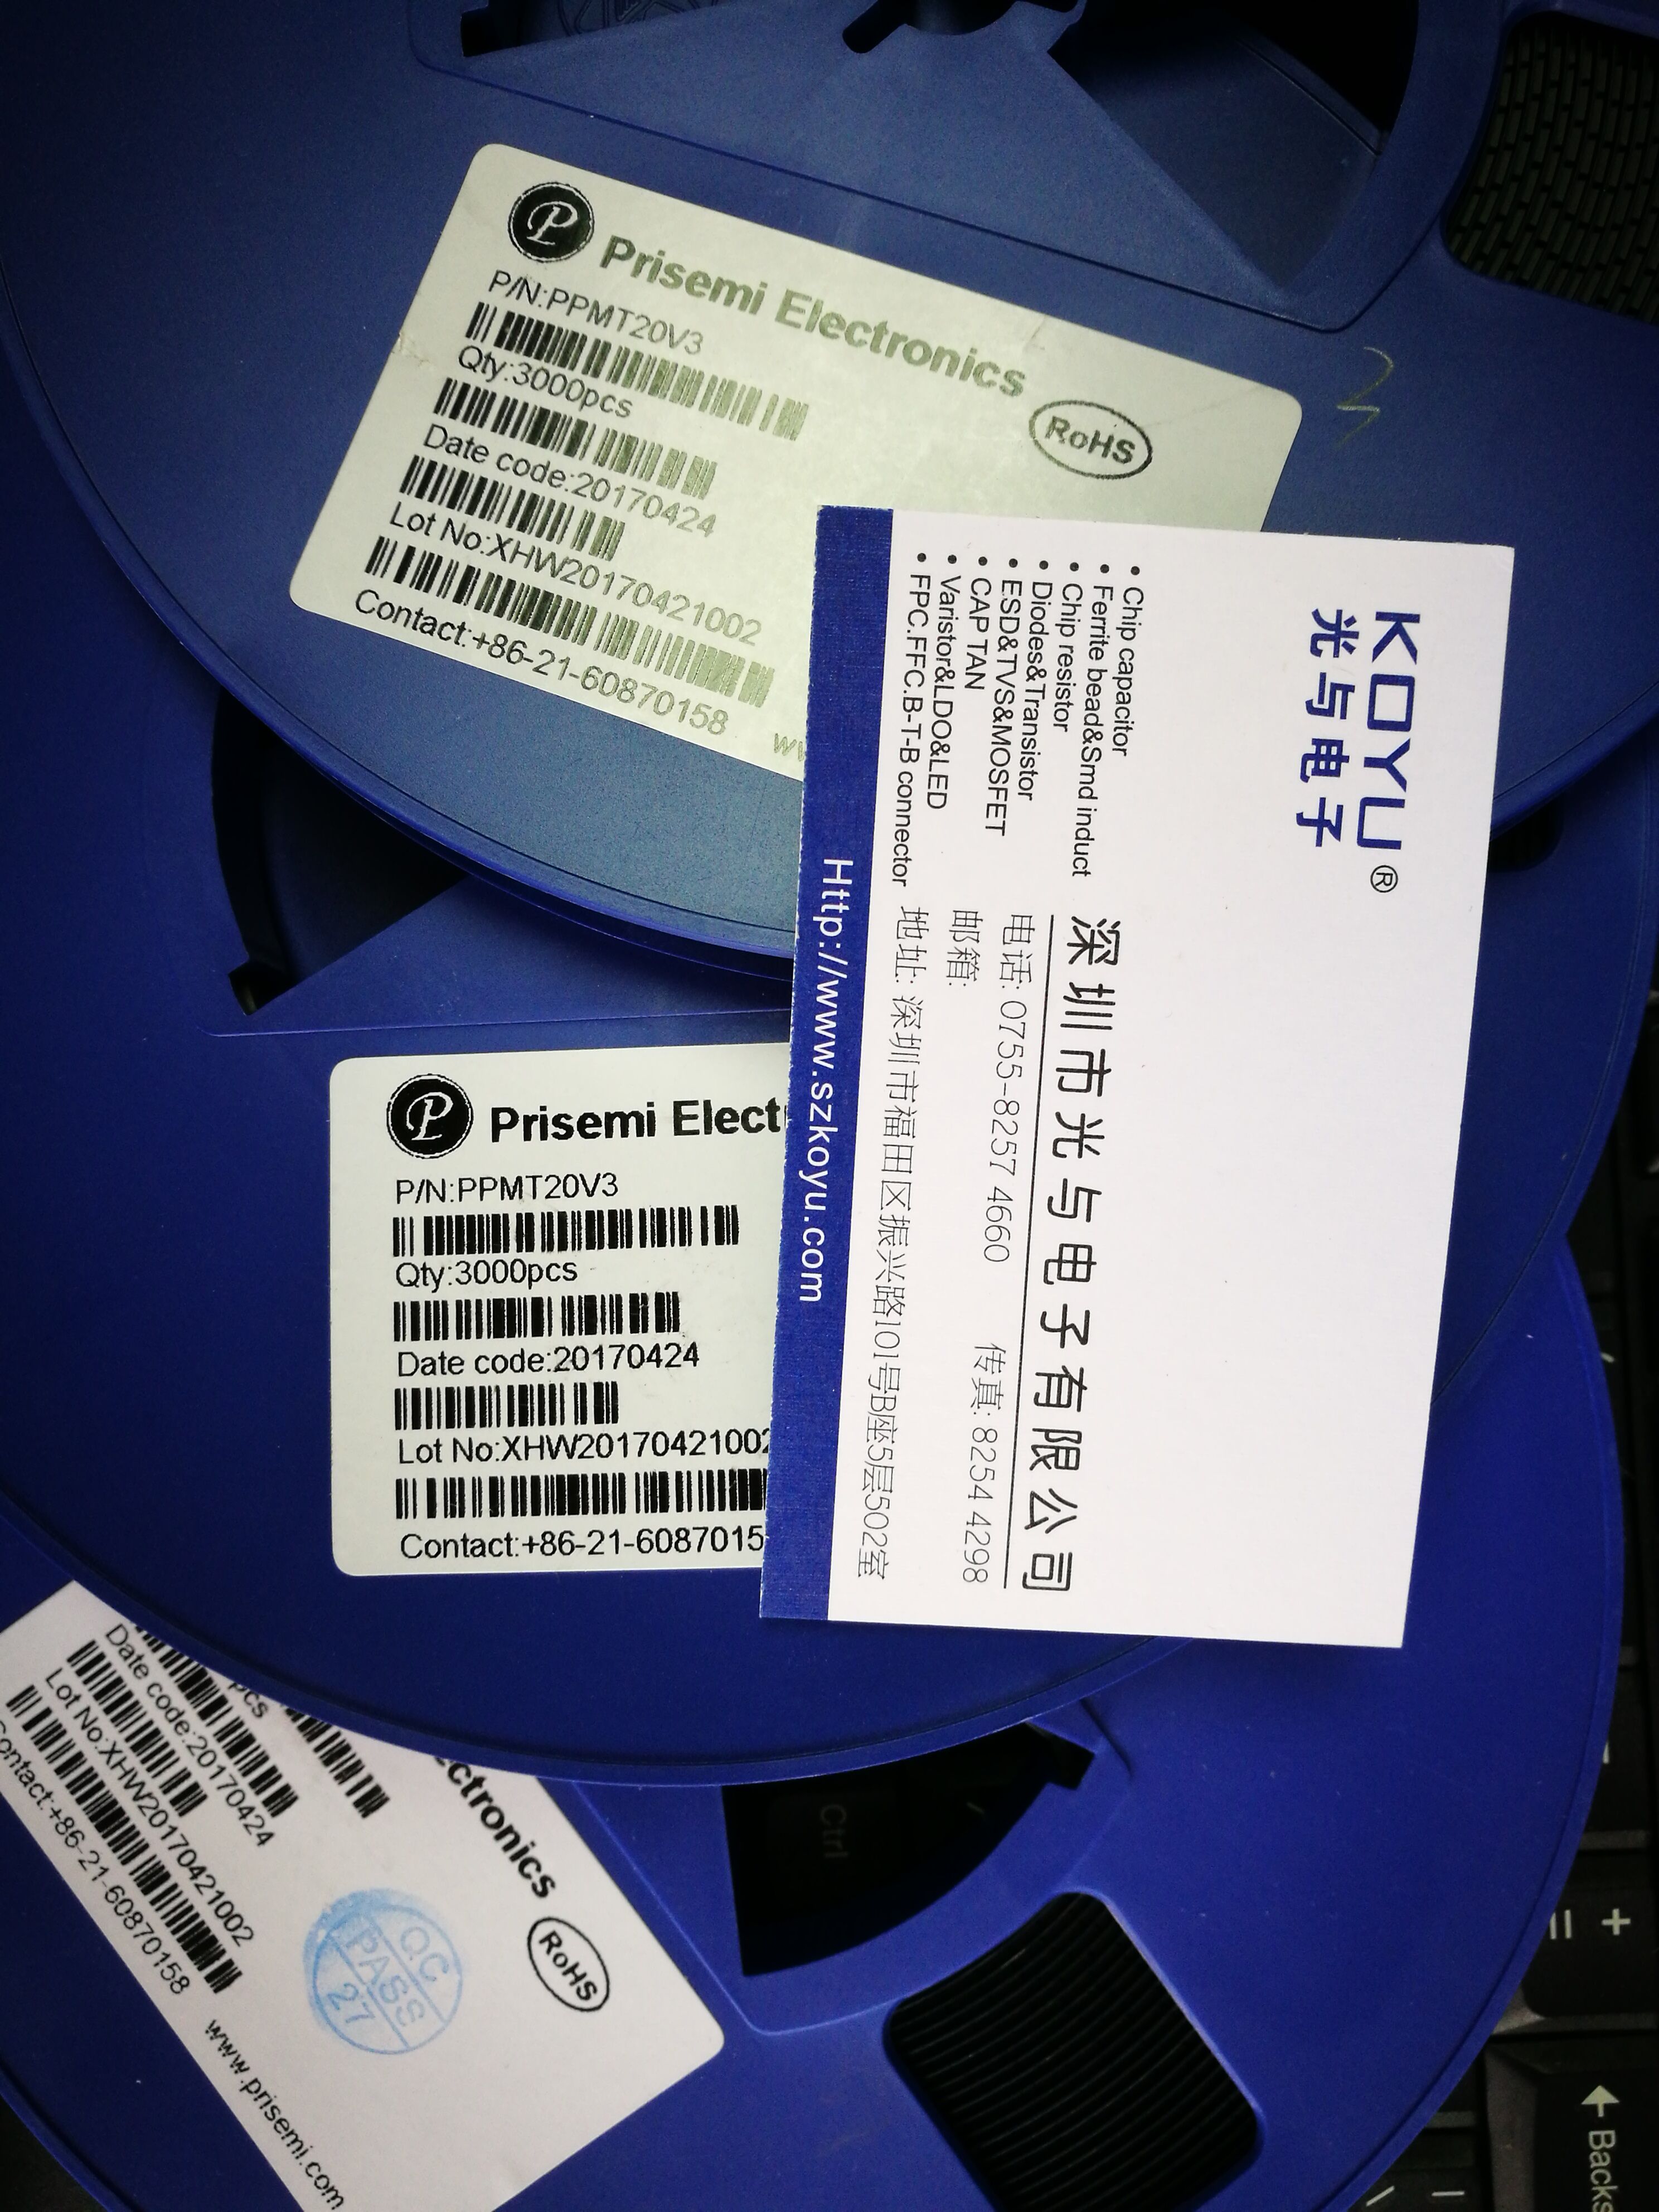 Prisemi Electronics
P/N:PPMT20V3
Qty:3000pcs
RoHS
Date code:20170424
Lot No:XHW20170421002
Contact:+86-21-60870158
KOYU®
光与电子
• Chip capacitor
• Ferrite bead&Smd induct
• Chip resistor
• Diodes&Transistor
• ESD&TVS&MOSFET
• CAP TAN
• Varistor&LDO&LED
• FPC.FFC.B-T-B connector
深圳市光与电子有限公司
电话: 0755-8257 4660 传真: 8254 4298
邮箱:
地址: 深圳市福田区振兴路101号B座5层502室
Http://www.szkoyu.com
Prisemi Elect
P/N:PPMT20V3
Qty:3000pcs
Date code:20170424
Lot No:XHW20170421002
Contact:+86-21-6087015
ctronics
pcs
RoHS
Date code:20170424
Lot No:XHW20170421002
ontact:+86-21-60870158
www.prisemi.com
QC
PASS
27
Ctrl
+
=
← Backs